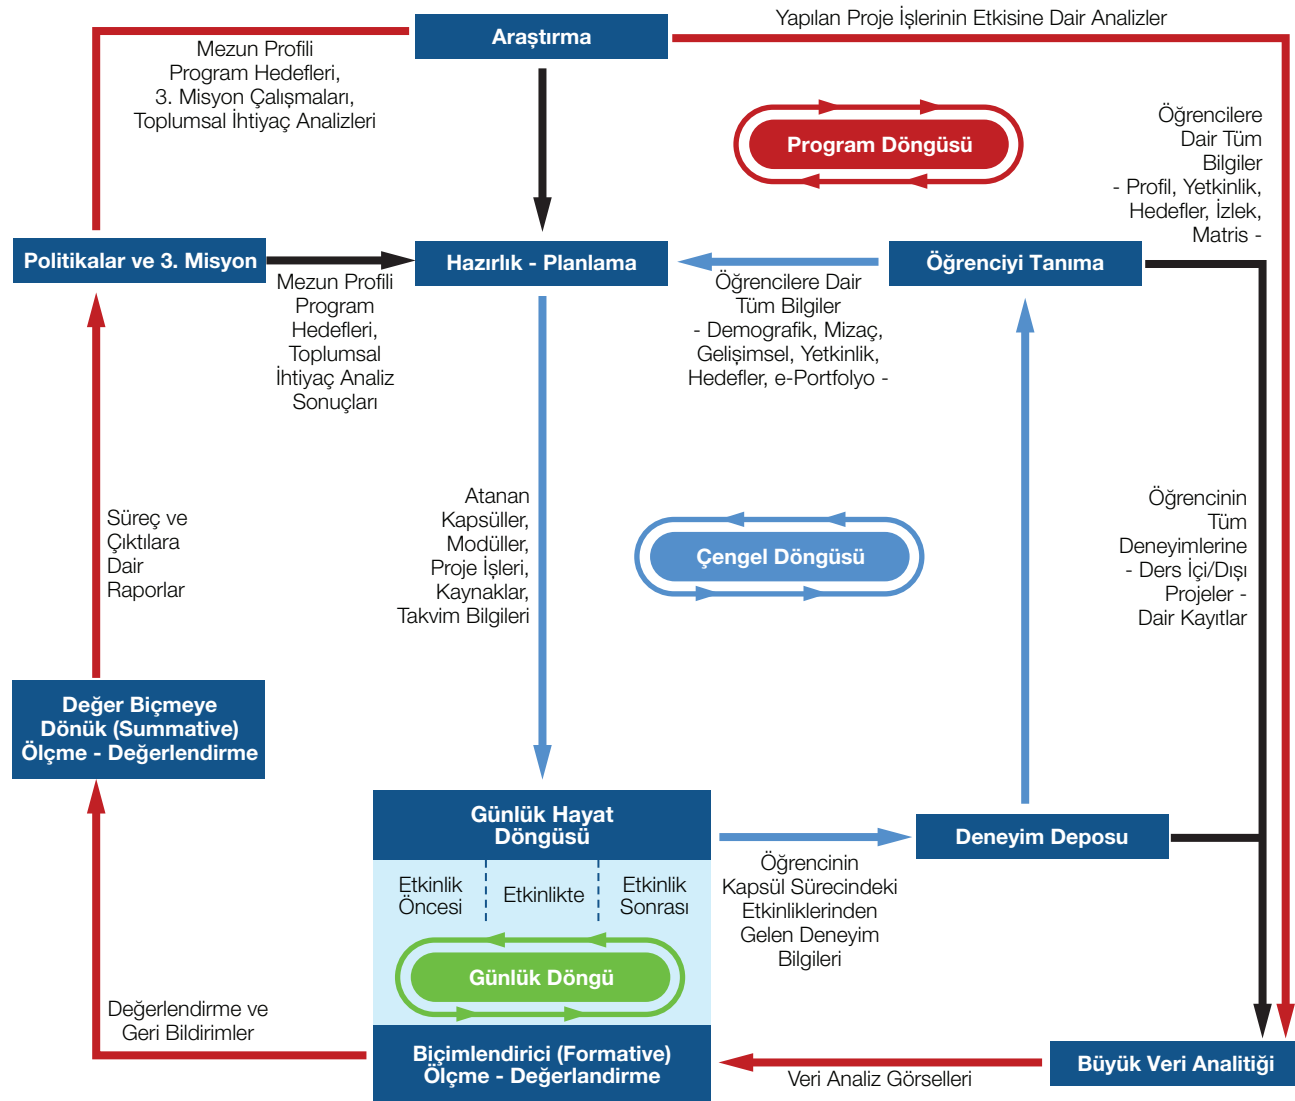 Yapılan Proje İşlerinin Etkisine Dair Analizler
Araştırma
Mezun Profili
Program Hedefleri,
3. Misyon Çalışmaları,
Toplumsal İhtiyaç Analizleri
Program Döngüsü
Öğrencilere
Dair Tüm
Bilgiler
- Profil, Yetkinlik,
Hedefler, İzlek,
Matris -
Politikalar ve 3. Misyon
Hazırlık - Planlama
Öğrenciyi Tanıma
Mezun Profili
Program
Hedefleri,
Toplumsal
İhtiyaç Analiz
Sonuçları
Öğrencilere Dair
Tüm Bilgiler
- Demografik, Mizaç,
Gelişimsel, Yetkinlik,
Hedefler, e-Portfolyo -
Süreç ve
Çıktılara
Dair
Raporlar
Atanan
Kapsüller,
Modüller,
Proje İşleri,
Kaynaklar,
Takvim Bilgileri
Çengel Döngüsü
Öğrencinin
Tüm
Deneyimlerine
- Ders İçi/Dışı
Projeler -
Dair Kayıtlar
Değer Biçmeye
Dönük (Summative)
Ölçme - Değerlendirme
Günlük Hayat
Döngüsü
Deneyim Deposu
Etkinlik
Öncesi
Etkinlikte
Etkinlik
Sonrası
Öğrencinin
Kapsül Sürecindeki
Etkinliklerinden
Gelen Deneyim
Bilgileri
Günlük Döngü
Değerlendirme ve
Geri Bildirimler
Biçimlendirici (Formative)
Ölçme - Değerlandirme
Veri Analiz Görselleri
Büyük Veri Analitiği